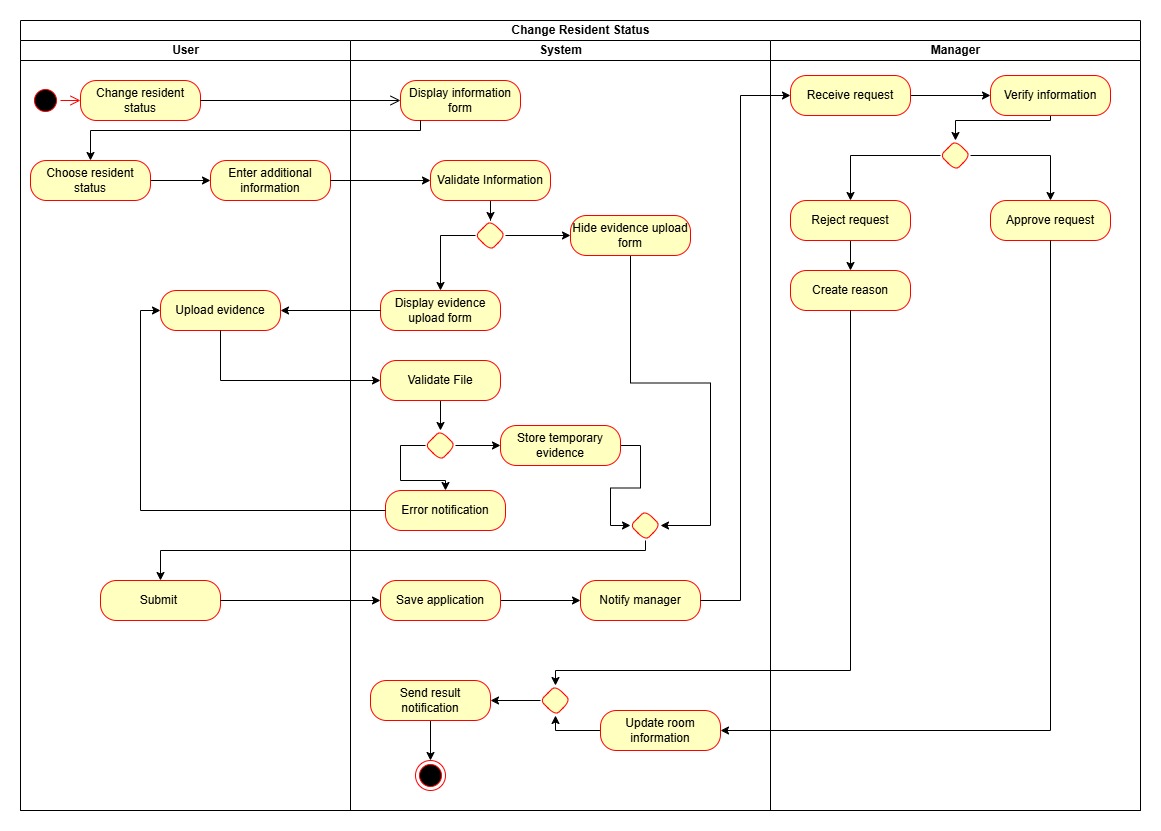 Change Resident Status
User
System
Manager
Change resident
status
Display information
form
Receive request
Verify information
Choose resident
status
Enter additional
information
Validate Information
Hide evidence upload
form
Reject request
Approve request
Create reason
Upload evidence
Display evidence
upload form
Validate File
Store temporary
evidence
Error notification
Submit
Save application
Notify manager
Send result
notification
Update room
information